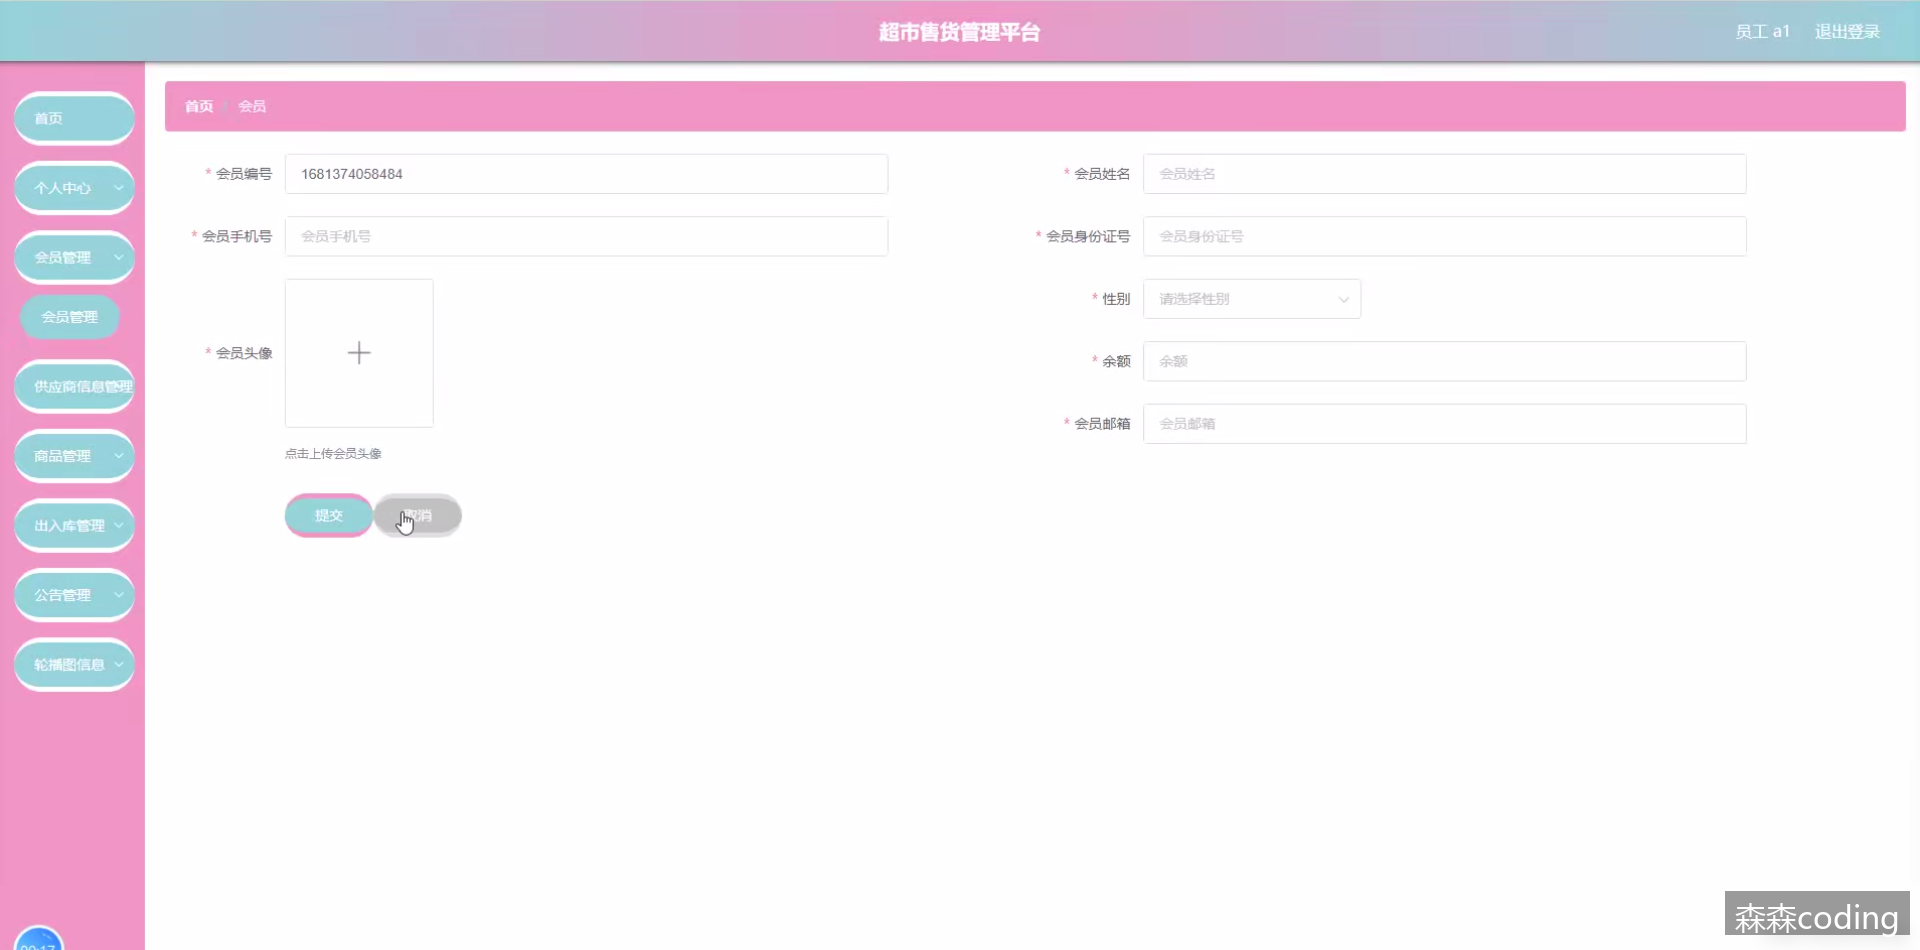 超市售货管理平台
员工 a1
退出登录
首页
个人中心
会员管理
会员管理
供应商信息管理
商品管理
出入库管理
公告管理
轮播图信息
首页 会员
* 会员编号 1681374058484
* 会员姓名 会员姓名
* 会员手机号 会员手机号
* 会员身份证号 会员身份证号
* 会员头像
点击上传会员头像
* 性别 请选择性别
* 余额 余额
* 会员邮箱 会员邮箱
提交
取消
森森coding